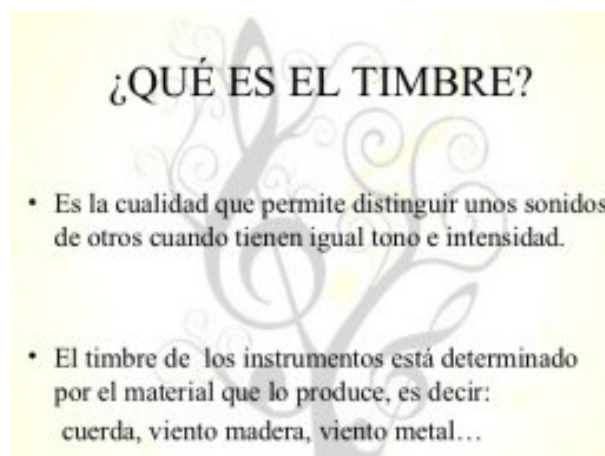 ¿QUÉ ES EL TIMBRE?
• Es la cualidad que permite distinguir unos sonidos
de otros cuando tienen igual tono e intensidad.
• El timbre de los instrumentos está determinado
por el material que lo produce, es decir:
cuerda, viento madera, viento metal…